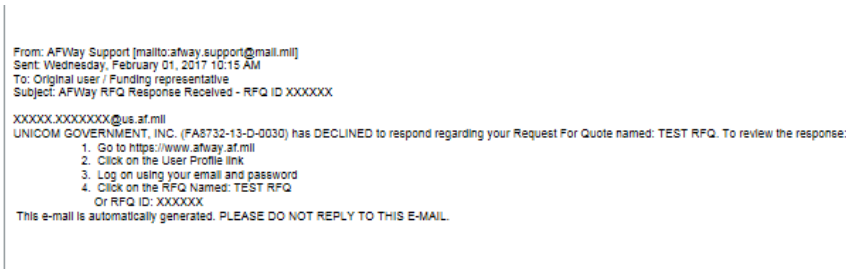 From: AFWay Support [mailto:afway.support@mail.mil]
Sent: Wednesday, February 01, 2017 10:15 AM
To: Original user / Funding representative
Subject: AFWay RFQ Response Received - RFQ ID XXXXXX
XXXXX.XXXXXXX@us.af.mil
UNICOM GOVERNMENT, INC. (FA8732-13-D-0030) has DECLINED to respond regarding your Request For Quote named: TEST RFQ. To review the response:
1. Go to https://www.afway.af.mil
2. Click on the User Profile link
3. Log on using your email and password
4. Click on the RFQ Named: TEST RFQ
Or RFQ ID: XXXXXX
This e-mail is automatically generated. PLEASE DO NOT REPLY TO THIS E-MAIL.